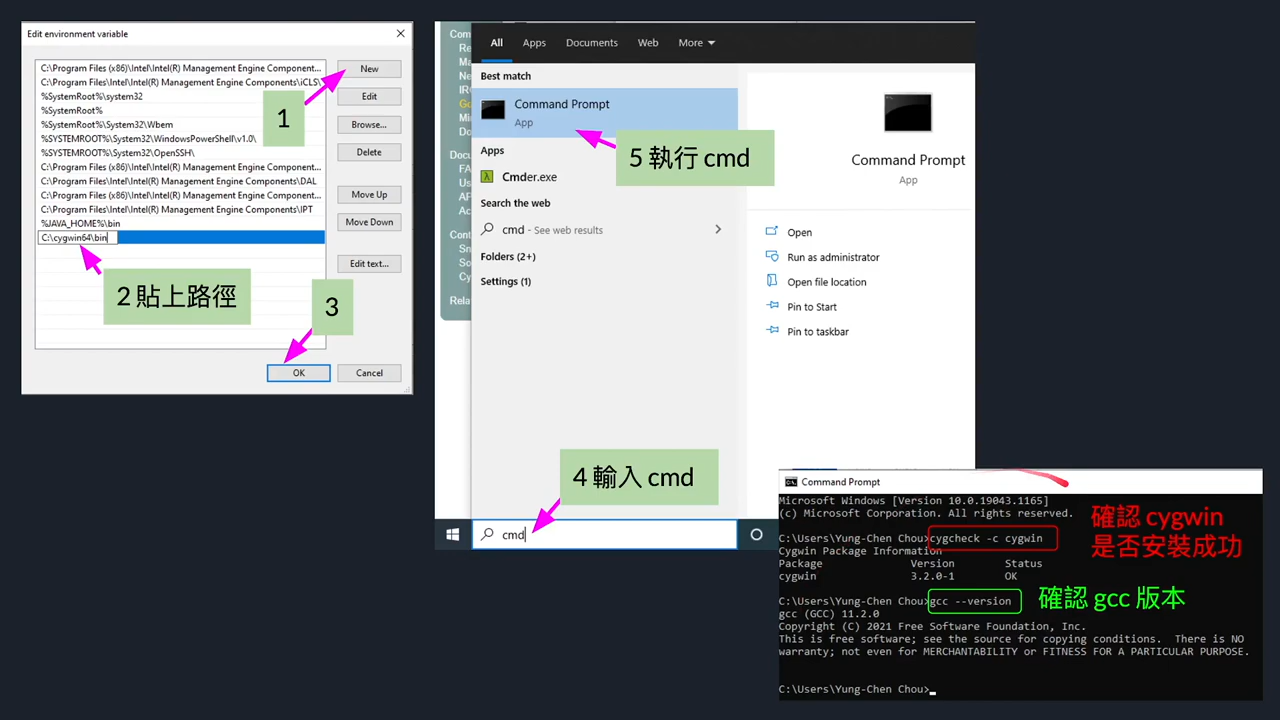 Edit environment variable
C:\Program Files (x86)\Intel\Intel(R) Management Engine Component...
C:\Program Files\Intel\Intel(R) Management Engine Components\iCLS\
%SystemRoot%\system32
%SystemRoot%
%SystemRoot%\System32\Wbem
%SYSTEMROOT%\System32\WindowsPowerShell\v1.0\
%SYSTEMROOT%\System32\OpenSSH\
C:\Program Files (x86)\Intel\Intel(R) Management Engine Component...
C:\Program Files\Intel\Intel(R) Management Engine Components\DAL
C:\Program Files (x86)\Intel\Intel(R) Management Engine Component...
C:\Program Files\Intel\Intel(R) Management Engine Components\IPT
%JAVA_HOME%\bin
C:\cygwin64\bin
New
Edit
Browse...
Delete
Move Up
Move Down
Edit text...
OK
Cancel
1
2 貼上路徑
3
All
Apps
Documents
Web
More
Best match
Command Prompt
App
Apps
Cmder.exe
Search the web
cmd - See web results
Folders (2+)
Settings (1)
5 執行 cmd
Command Prompt
App
Open
Run as administrator
Open file location
Pin to Start
Pin to taskbar
4 輸入 cmd
cmd
Command Prompt
Microsoft Windows [Version 10.0.19043.1165]
(c) Microsoft Corporation. All rights reserved.
C:\Users\Yung-Chen Chou>cygcheck -c cygwin
Cygwin Package Information
Package Version Status
cygwin 3.2.0-1 OK
C:\Users\Yung-Chen Chou>gcc --version
gcc (GCC) 11.2.0
Copyright (C) 2021 Free Software Foundation, Inc.
This is free software; see the source for copying conditions.  There is NO
warranty; not even for MERCHANTABILITY or FITNESS FOR A PARTICULAR PURPOSE.
C:\Users\Yung-Chen Chou>
確認 cygwin
是否安裝成功
確認 gcc 版本